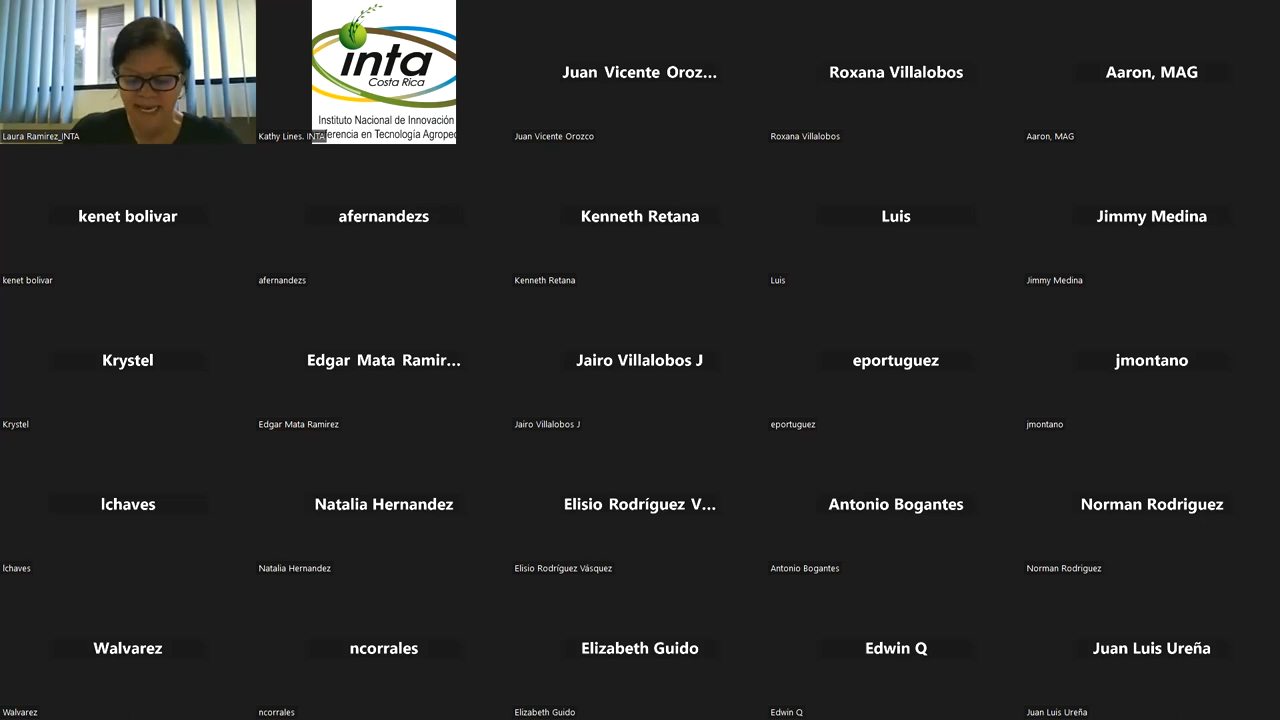 Laura Ramirez_INTA
inta
Costa Rica
Instituto Nacional de Innovación
ferencia en Tecnología Agropec
Kathy Lines. INTA
Juan Vicente Oroz...
Juan Vicente Orozco
Roxana Villalobos
Roxana Villalobos
Aaron, MAG
Aaron, MAG
kenet bolivar
kenet bolivar
afernandezs
afernandezs
Kenneth Retana
Kenneth Retana
Luis
Luis
Jimmy Medina
Jimmy Medina
Krystel
Krystel
Edgar Mata Ramir...
Edgar Mata Ramirez
Jairo Villalobos J
Jairo Villalobos J
eportuguez
eportuguez
jmontano
jmontano
lchaves
lchaves
Natalia Hernandez
Natalia Hernandez
Elisio Rodríguez V...
Elisio Rodríguez Vásquez
Antonio Bogantes
Antonio Bogantes
Norman Rodriguez
Norman Rodriguez
Walvarez
Walvarez
ncorrales
ncorrales
Elizabeth Guido
Elizabeth Guido
Edwin Q
Edwin Q
Juan Luis Ureña
Juan Luis Ureña